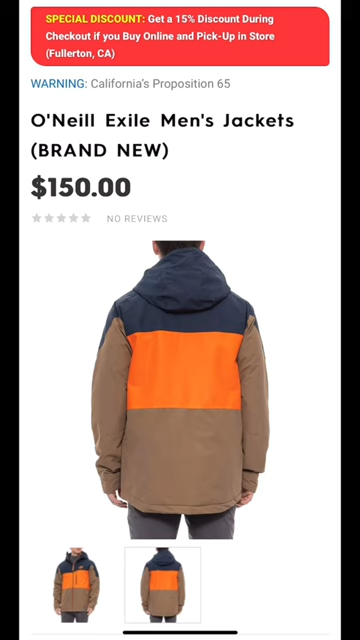 SPECIAL DISCOUNT: Get a 15% Discount During
Checkout if you Buy Online and Pick-Up in Store
(Fullerton, CA)
WARNING: California's Proposition 65
O'Neill Exile Men's Jackets
(BRAND NEW)
$150.00
NO REVIEWS